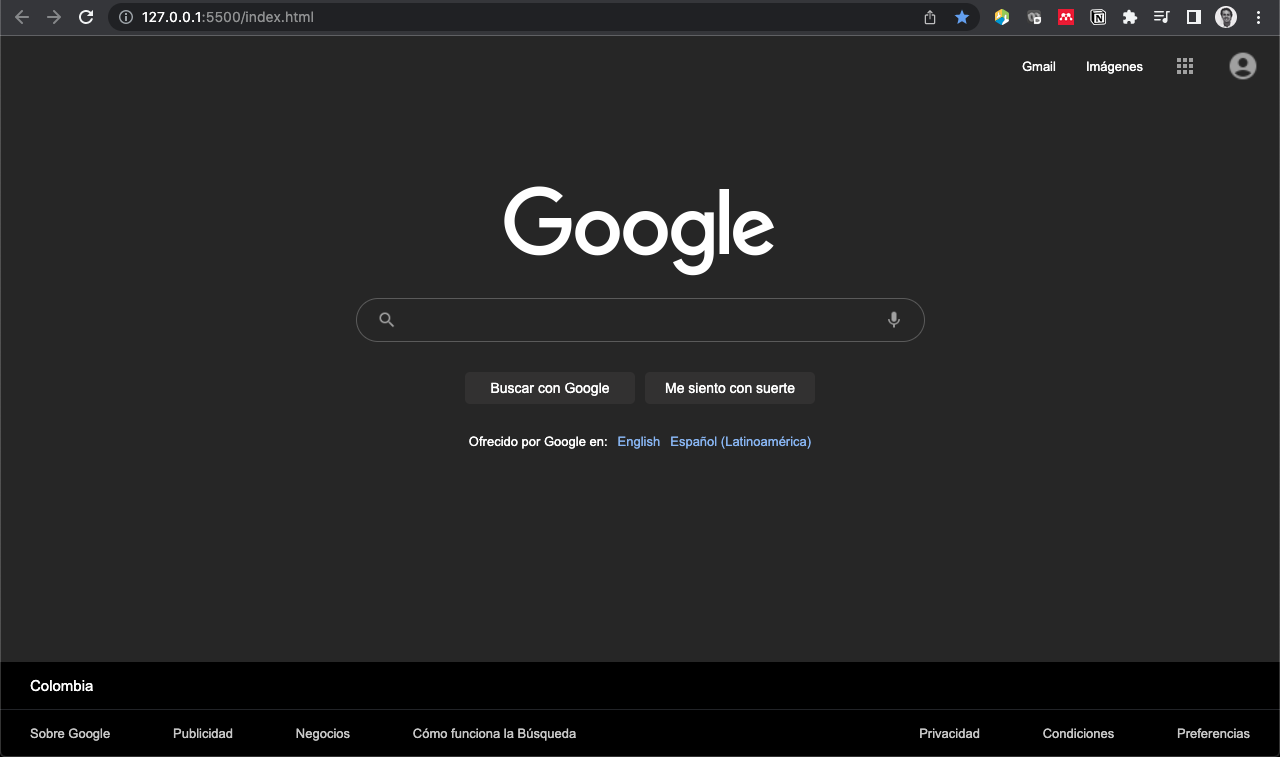 127.0.0.1:5500/index.html
Gmail Imágenes
Google
Buscar con Google Me siento con suerte
Ofrecido por Google en: English Español (Latinoamérica)
Colombia
Sobre Google Publicidad Negocios Cómo funciona la Búsqueda Privacidad Condiciones Preferencias